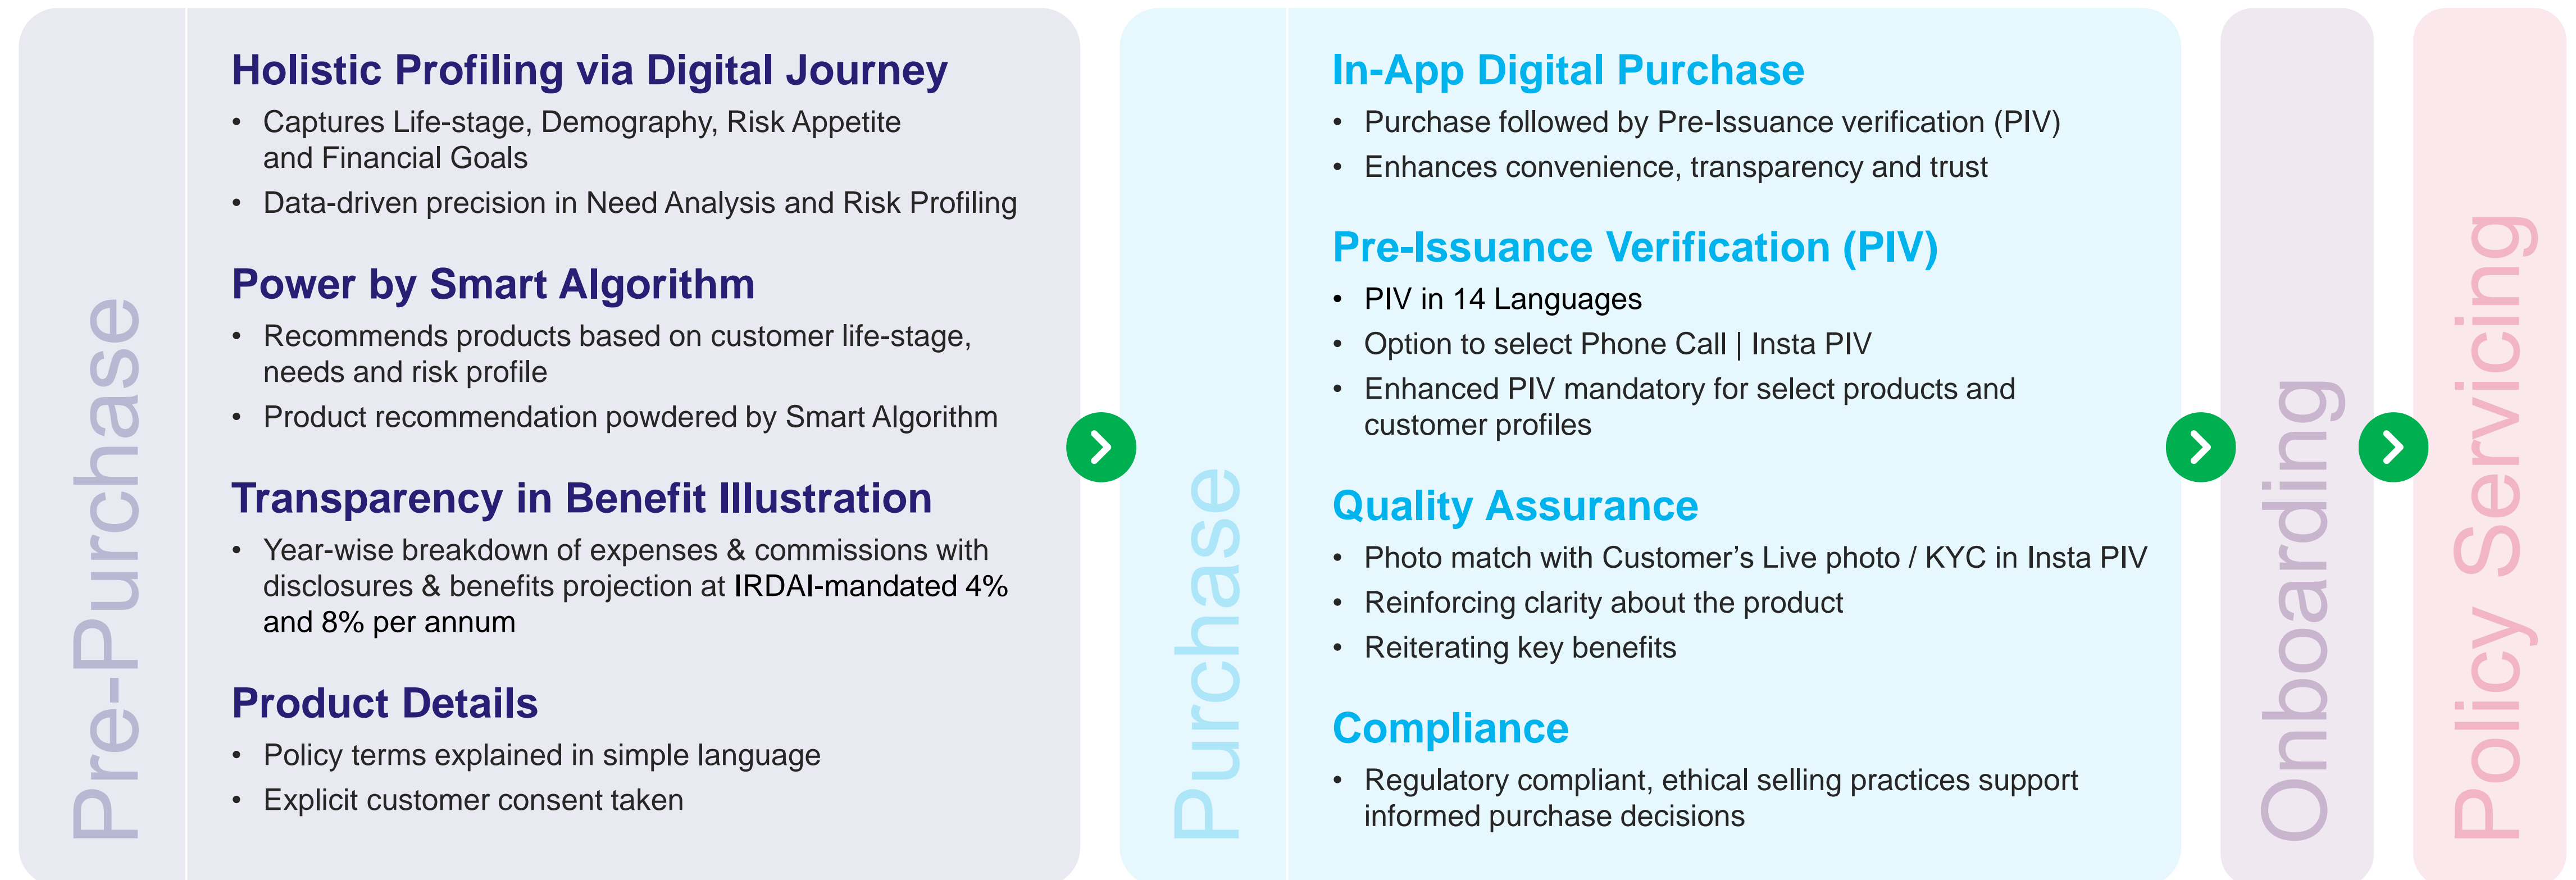 Pre-Purchase
Holistic Profiling via Digital Journey
• Captures Life-stage, Demography, Risk Appetite
and Financial Goals
• Data-driven precision in Need Analysis and Risk Profiling
Power by Smart Algorithm
• Recommends products based on customer life-stage,
needs and risk profile
• Product recommendation powdered by Smart Algorithm
Transparency in Benefit Illustration
• Year-wise breakdown of expenses & commissions with
disclosures & benefits projection at IRDAI-mandated 4%
and 8% per annum
Product Details
• Policy terms explained in simple language
• Explicit customer consent taken
Purchase
In-App Digital Purchase
• Purchase followed by Pre-Issuance verification (PIV)
• Enhances convenience, transparency and trust
Pre-Issuance Verification (PIV)
• PIV in 14 Languages
• Option to select Phone Call | Insta PIV
• Enhanced PIV mandatory for select products and
customer profiles
Quality Assurance
• Photo match with Customer’s Live photo / KYC in Insta PIV
• Reinforcing clarity about the product
• Reiterating key benefits
Compliance
• Regulatory compliant, ethical selling practices support
informed purchase decisions
Onboarding
Policy Servicing